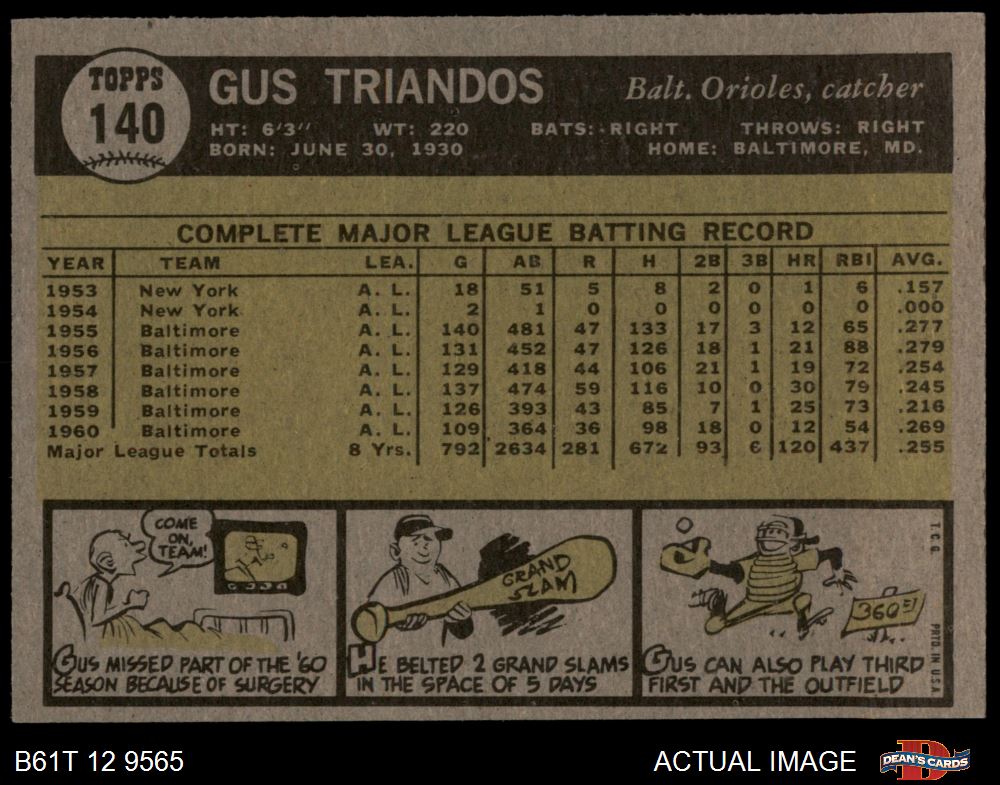 TOPPS
140
GUS TRIANDOS Balt. Orioles, catcher
HT: 6'3" WT: 220 BATS: RIGHT THROWS: RIGHT
BORN: JUNE 30, 1930 HOME: BALTIMORE, MD.
COMPLETE MAJOR LEAGUE BATTING RECORD
YEAR TEAM LEA. G AB R H 2B 3B HR RBI AVG.
1953 New York A. L. 18 51 5 8 2 0 1 6 .157
1954 New York A. L. 2 1 0 0 0 0 0 0 .000
1955 Baltimore A. L. 140 481 47 133 17 3 12 65 .277
1956 Baltimore A. L. 131 452 47 126 18 1 21 88 .279
1957 Baltimore A. L. 129 418 44 106 21 1 19 72 .254
1958 Baltimore A. L. 137 474 59 116 10 0 30 79 .245
1959 Baltimore A. L. 126 393 43 85 7 1 25 73 .216
1960 Baltimore A. L. 109 364 36 98 18 0 12 54 .269
Major League Totals 8 Yrs. 792 2634 281 672 93 6 120 437 .255
COME
ON,
TEAM!
GUS MISSED PART OF THE '60
SEASON BECAUSE OF SURGERY
GRAND
SLAM
HE BELTED 2 GRAND SLAMS
IN THE SPACE OF 5 DAYS
360 FT
GUS CAN ALSO PLAY THIRD
FIRST AND THE OUTFIELD
T.C.G.
PRTD. IN U.S.A.
B61T 12 9565 ACTUAL IMAGE
DEAN'S CARDS